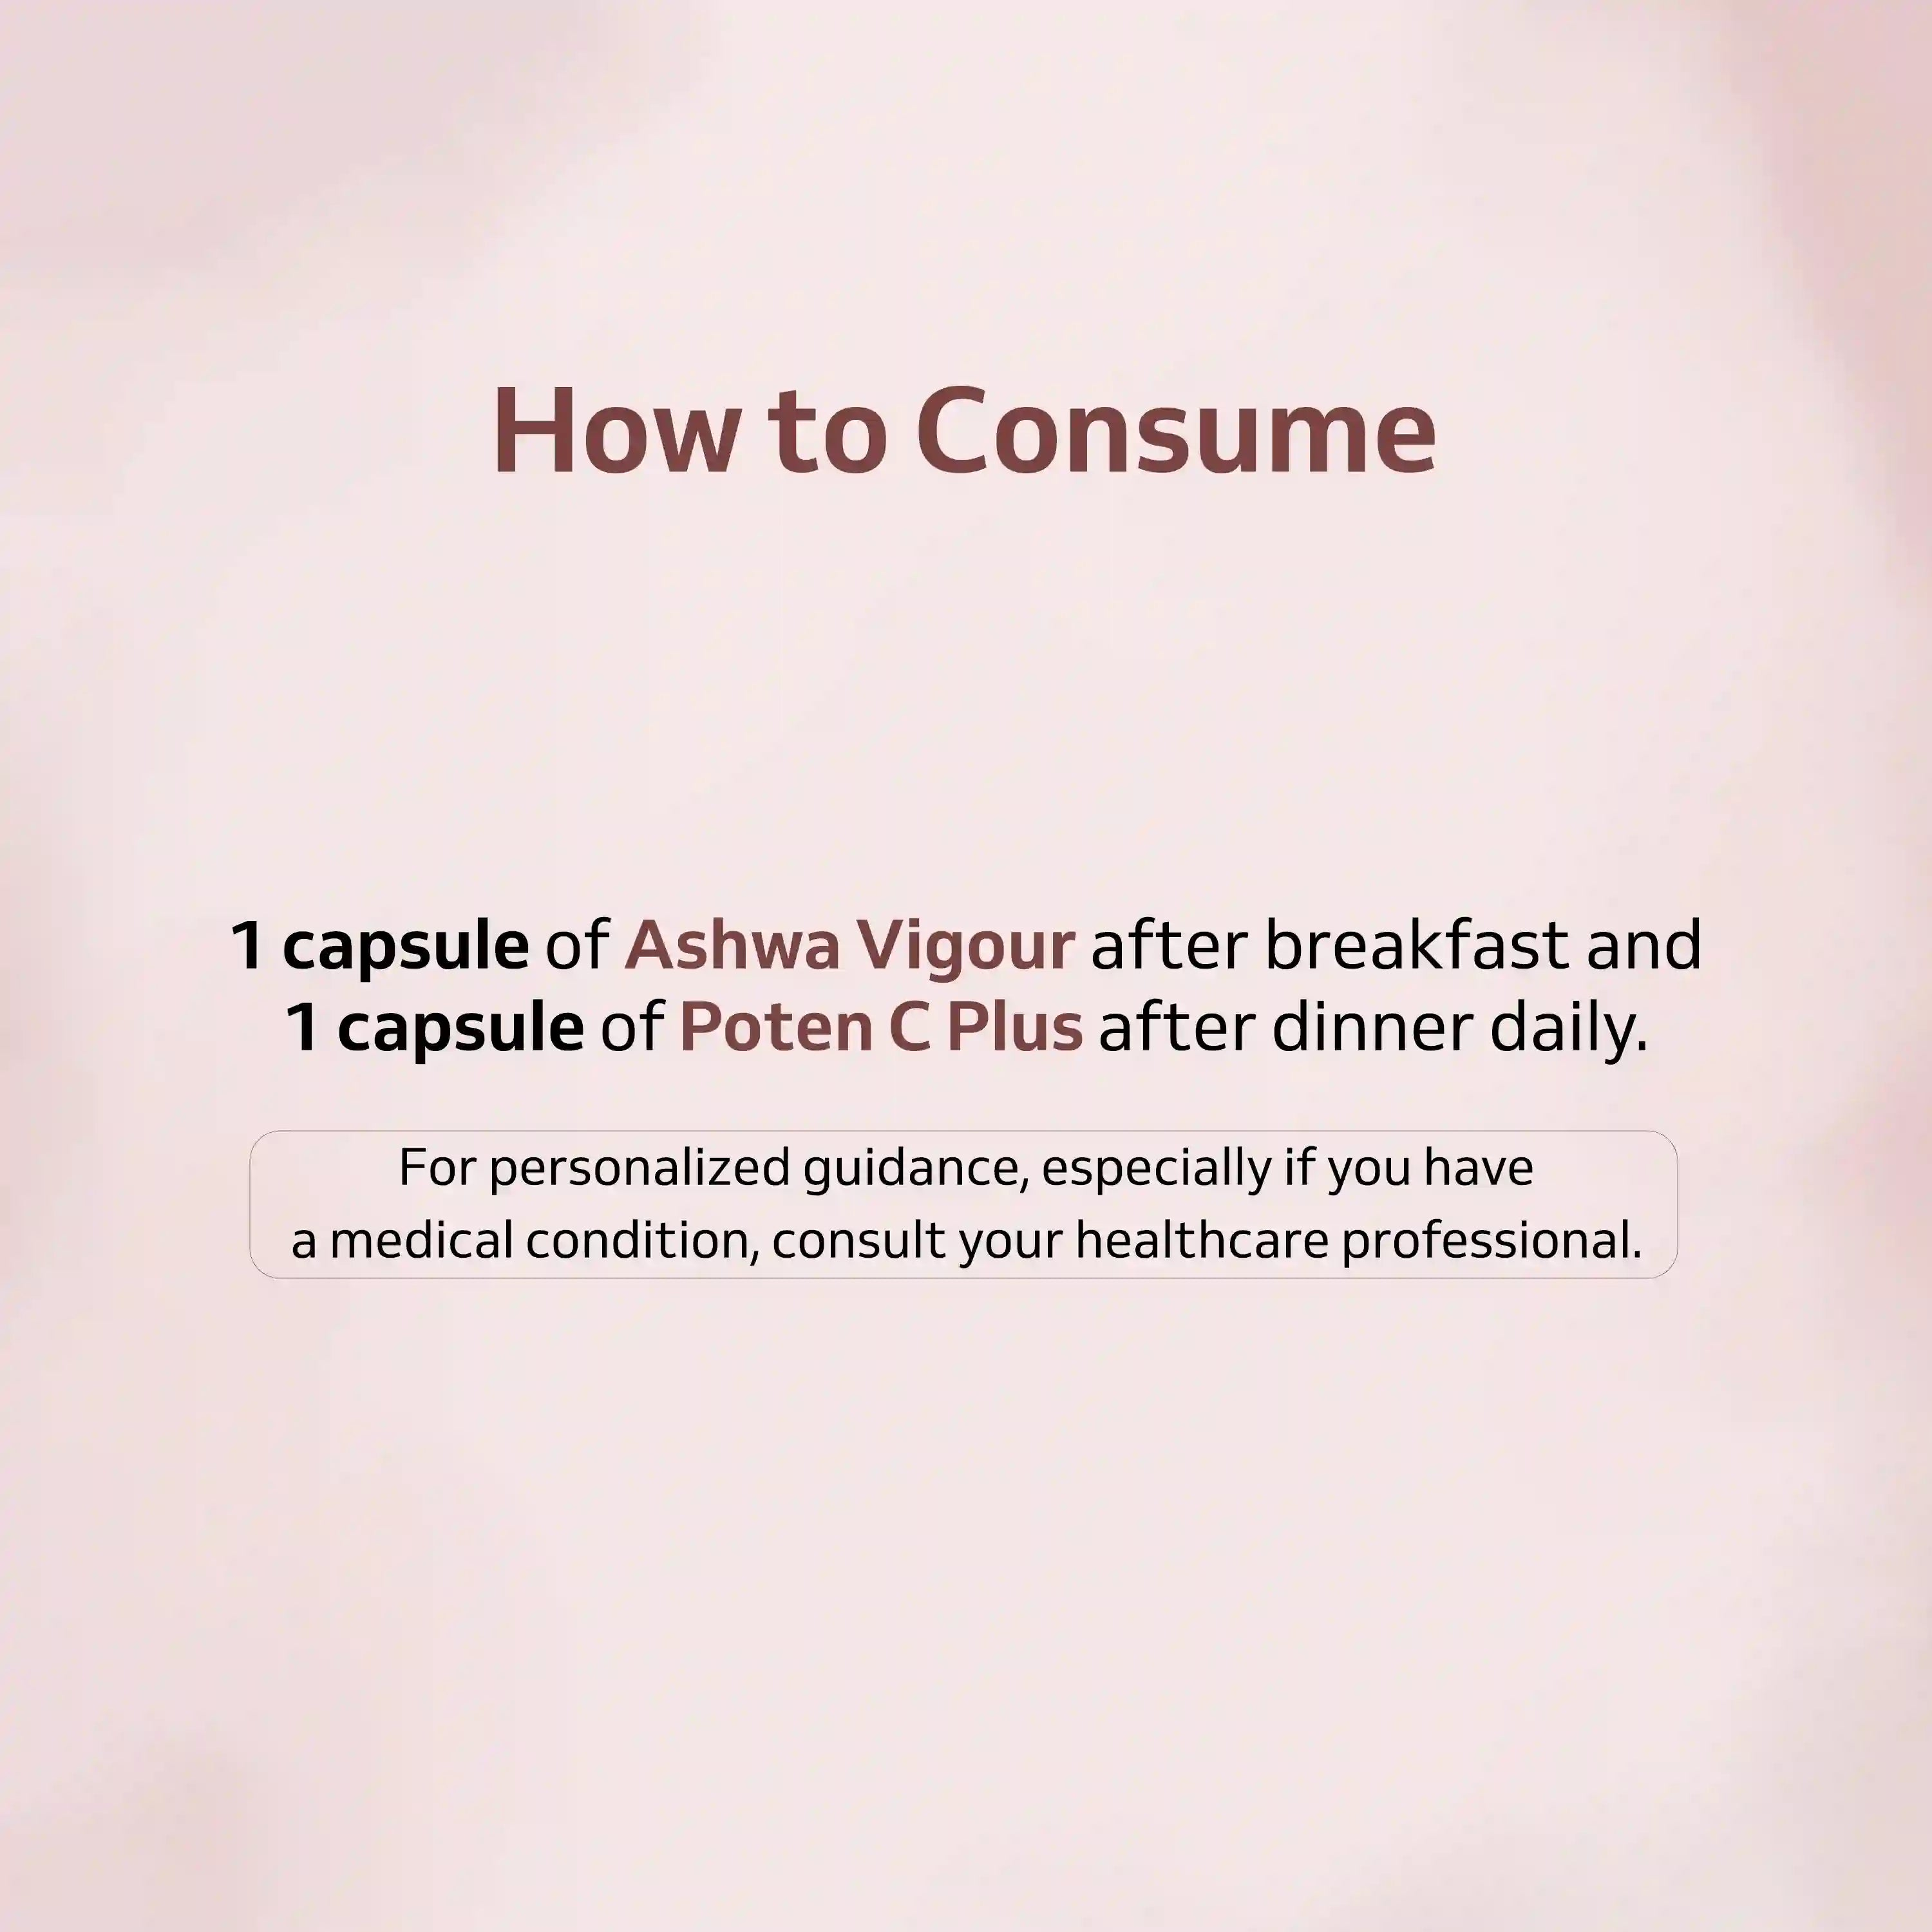 How to Consume
1 capsule of Ashwa Vigour after breakfast and
1 capsule of Poten C Plus after dinner daily.
For personalized guidance, especially if you have
a medical condition, consult your healthcare professional.